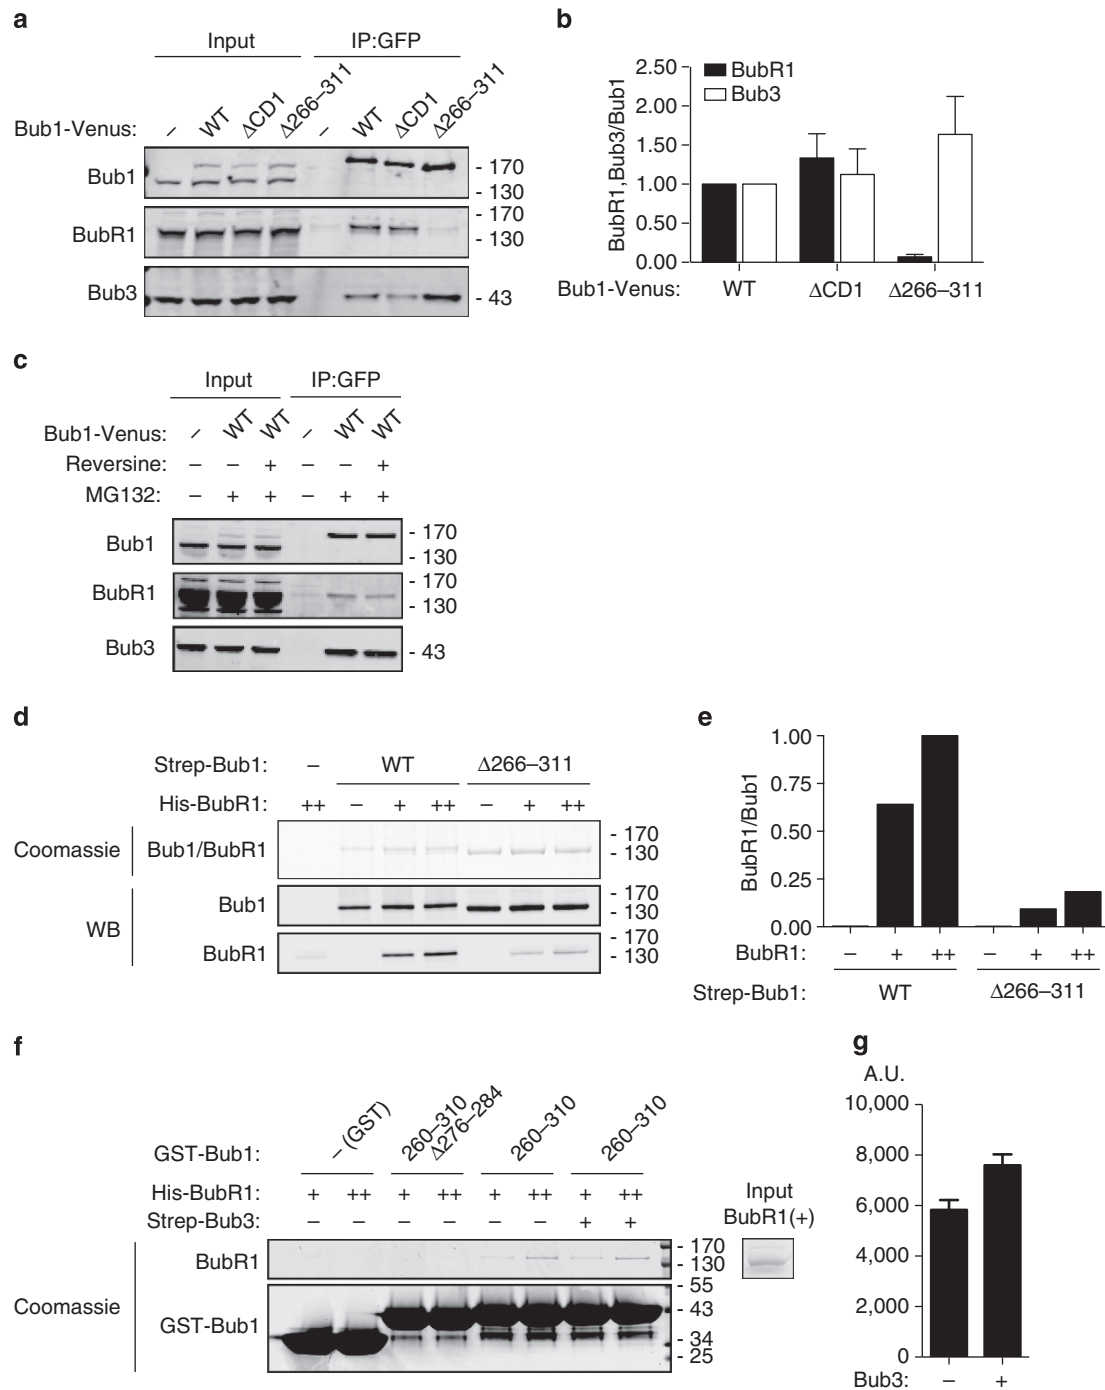 a
Input IP:GFP
Bub1-Venus: – WT ΔCD1 Δ266–311 – WT ΔCD1 Δ266–311
Bub1 - 170
- 130
BubR1 - 170
- 130
Bub3 - 43
b
BubR1,Bub3/Bub1
2.50
2.00
1.50
1.00
0.50
0.00
BubR1
Bub3
Bub1-Venus: WT ΔCD1 Δ266–311
c
Input IP:GFP
Bub1-Venus: – WT WT – WT WT
Reversine: – – + – – +
MG132: – + + – + +
Bub1 - 170
- 130
BubR1 - 170
- 130
Bub3 - 43
d
Strep-Bub1: – WT Δ266–311
His-BubR1: ++ – + ++ – + ++
Coomassie Bub1/BubR1 - 170
- 130
WB
Bub1 - 170
- 130
BubR1 - 170
- 130
e
BubR1/Bub1
1.00
0.75
0.50
0.25
0.00
BubR1: – + ++ – + ++
Strep-Bub1: WT Δ266–311
f
GST-Bub1: – (GST) 260–310 Δ276–284 260–310 260–310
His-BubR1: + ++ + ++ + ++ + ++
Strep-Bub3: – – – – – – + +
Input
BubR1(+)
Coomassie
BubR1 - 170
- 130
GST-Bub1 - 55
- 43
- 34
- 25
g
A.U.
10,000
8,000
6,000
4,000
2,000
0
Bub3: – +